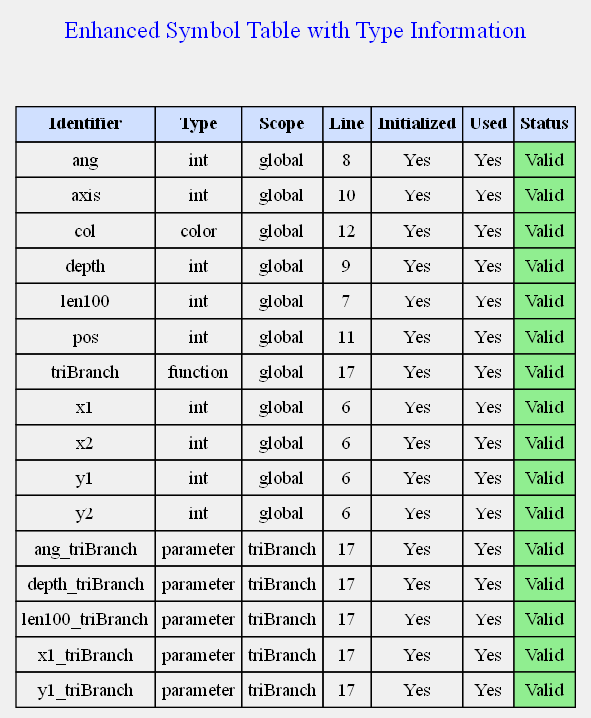 Enhanced Symbol Table with Type Information
Identifier Type Scope Line Initialized Used Status
ang int global 8 Yes Yes Valid
axis int global 10 Yes Yes Valid
col color global 12 Yes Yes Valid
depth int global 9 Yes Yes Valid
len100 int global 7 Yes Yes Valid
pos int global 11 Yes Yes Valid
triBranch function global 17 Yes Yes Valid
x1 int global 6 Yes Yes Valid
x2 int global 6 Yes Yes Valid
y1 int global 6 Yes Yes Valid
y2 int global 6 Yes Yes Valid
ang_triBranch parameter triBranch 17 Yes Yes Valid
depth_triBranch parameter triBranch 17 Yes Yes Valid
len100_triBranch parameter triBranch 17 Yes Yes Valid
x1_triBranch parameter triBranch 17 Yes Yes Valid
y1_triBranch parameter triBranch 17 Yes Yes Valid